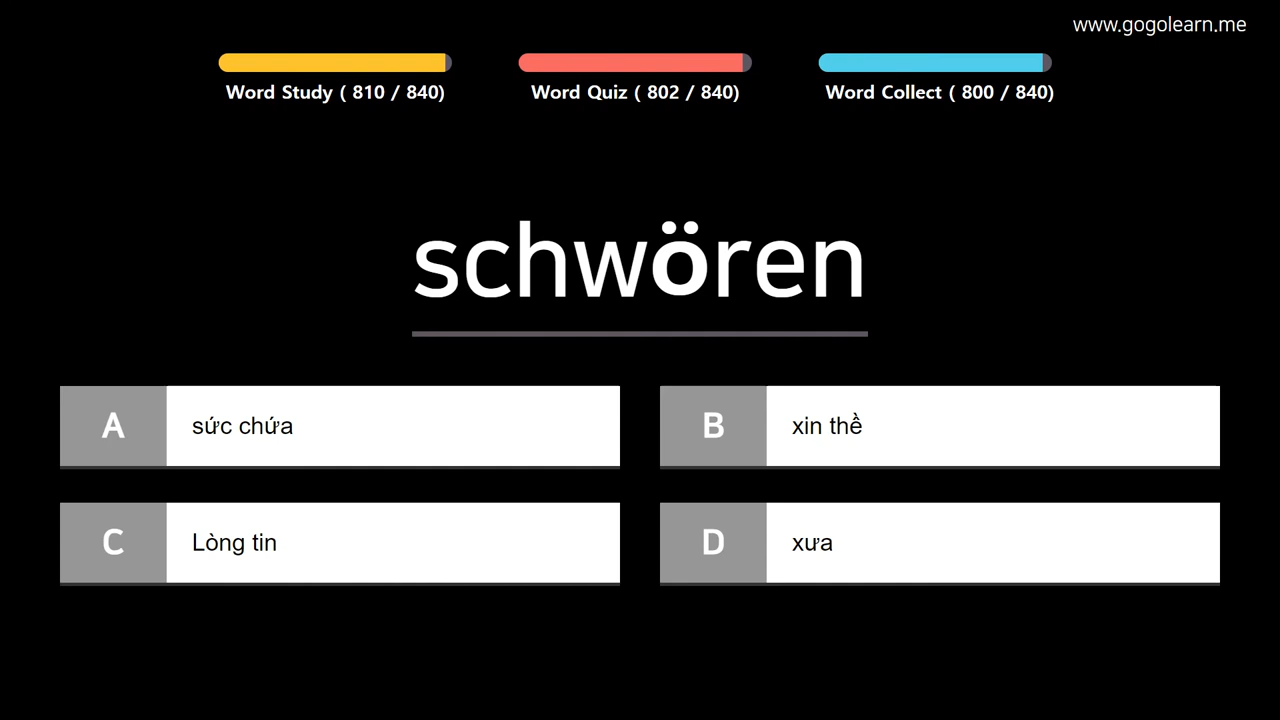 www.gogolearn.me
Word Study ( 810 / 840)
Word Quiz ( 802 / 840)
Word Collect ( 800 / 840)
schwören
A
sức chứa
B
xin thề
C
Lòng tin
D
xưa